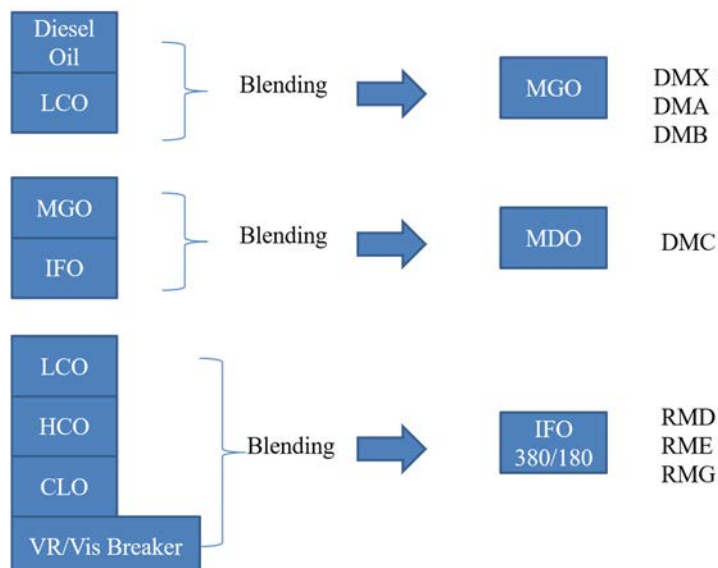 Diesel
Oil
LCO
Blending
MGO
DMX
DMA
DMB
MGO
IFO
Blending
MDO
DMC
LCO
HCO
CLO
VR/Vis Breaker
Blending
IFO
380/180
RMD
RME
RMG